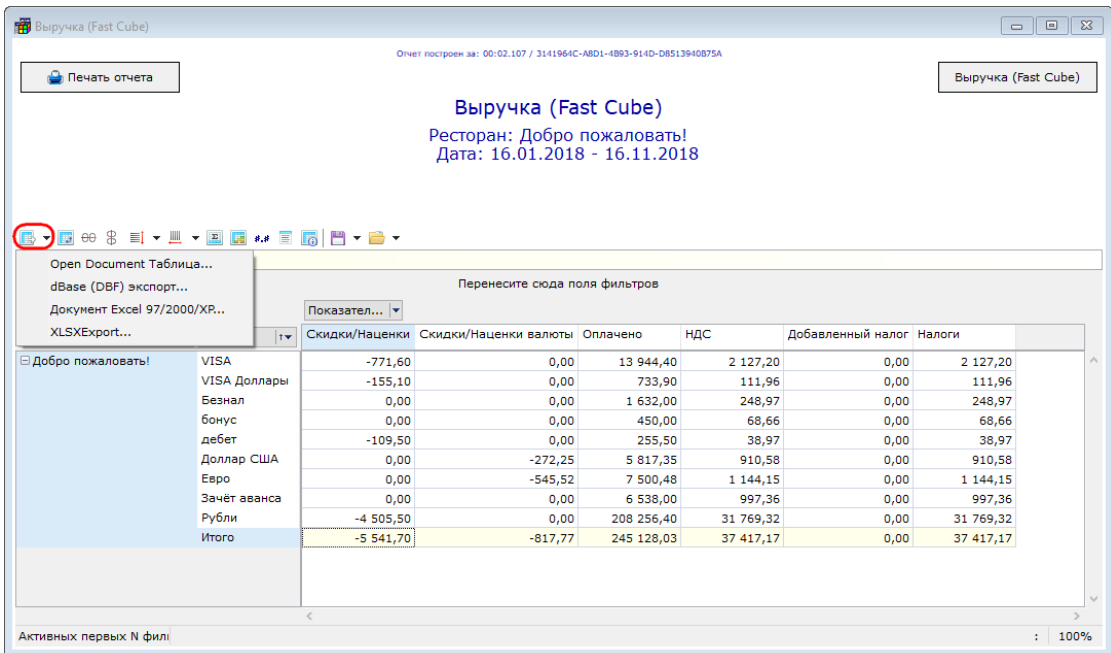 Выручка (Fast Cube)
Отчет построен за: 00:02.107 / 3141964C-A8D1-4B93-914D-D8513940B75A
Печать отчета
Выручка (Fast Cube)
Выручка (Fast Cube)
Ресторан: Добро пожаловать!
Дата: 16.01.2018 - 16.11.2018
Open Document Таблица...
dBase (DBF) экспорт...
Документ Excel 97/2000/XP...
XLSXExport...
Перенесите сюда поля фильтров
Показател...
Скидки/Наценки Скидки/Наценки валюты Оплачено НДС Добавленный налог Налоги
Добро пожаловать! VISA -771,60 0,00 13 944,40 2 127,20 0,00 2 127,20
VISA Доллары -155,10 0,00 733,90 111,96 0,00 111,96
Безнал 0,00 0,00 1 632,00 248,97 0,00 248,97
бонус 0,00 0,00 450,00 68,66 0,00 68,66
дебет -109,50 0,00 255,50 38,97 0,00 38,97
Доллар США 0,00 -272,25 5 817,35 910,58 0,00 910,58
Евро 0,00 -545,52 7 500,48 1 144,15 0,00 1 144,15
Зачёт аванса 0,00 0,00 6 538,00 997,36 0,00 997,36
Рубли -4 505,50 0,00 208 256,40 31 769,32 0,00 31 769,32
Итого -5 541,70 -817,77 245 128,03 37 417,17 0,00 37 417,17
Активных первых N фил
: 100%